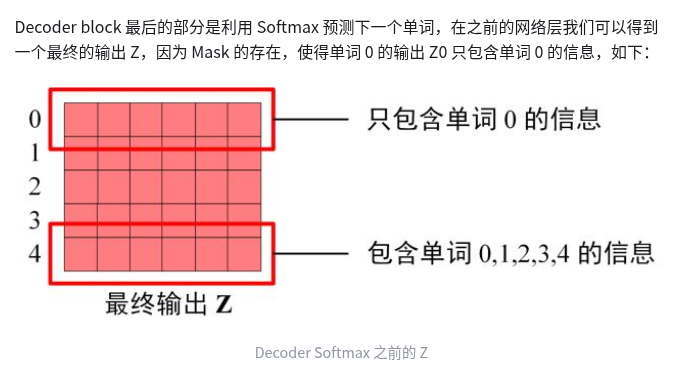 Decoder block 最后的部分是利用 Softmax 预测下一个单词，在之前的网络层我们可以得到
一个最终的输出 Z，因为 Mask 的存在，使得单词 0 的输出 Z0 只包含单词 0 的信息，如下：
0
只包含单词 0 的信息
1
2
3
4
包含单词 0,1,2,3,4 的信息
最终输出 Z
Decoder Softmax 之前的 Z